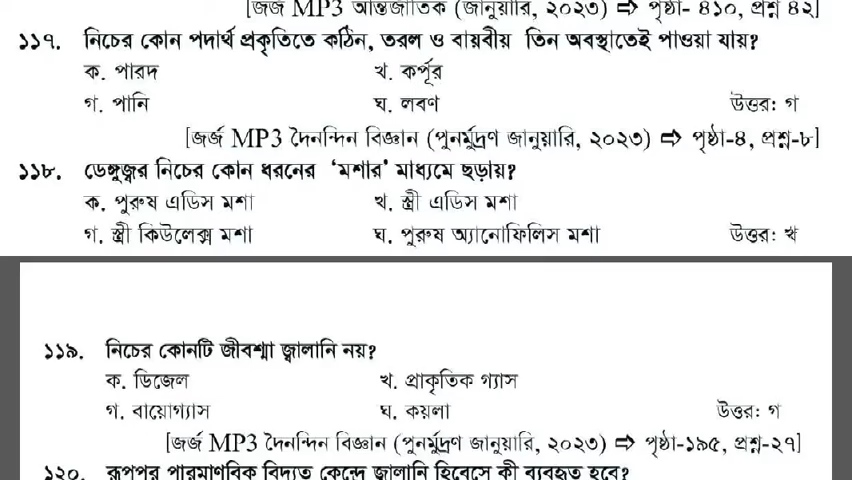 [জর্জ MP3 আন্তর্জাতিক (জানুয়ারি, ২০২৩) ⇨ পৃষ্ঠা- ৪১০, প্রশ্ন ৪২]
১১৭. নিচের কোন পদার্থ প্রকৃতিতে কঠিন, তরল ও বায়বীয় তিন অবস্থাতেই পাওয়া যায়?
ক. পারদ খ. কর্পূর
গ. পানি ঘ. লবণ উত্তর: গ
[জর্জ MP3 দৈনন্দিন বিজ্ঞান (পুনর্মুদ্রণ জানুয়ারি, ২০২৩) ⇨ পৃষ্ঠা-৪, প্রশ্ন-৮]
১১৮. ডেঙ্গুজ্বর নিচের কোন ধরনের ‘মশার’ মাধ্যমে ছড়ায়?
ক. পুরুষ এডিস মশা খ. স্ত্রী এডিস মশা
গ. স্ত্রী কিউলেক্স মশা ঘ. পুরুষ অ্যানোফিলিস মশা উত্তর: খ
১১৯. নিচের কোনটি জীবশ্মা জ্বালানি নয়?
ক. ডিজেল খ. প্রাকৃতিক গ্যাস
গ. বায়োগ্যাস ঘ. কয়লা উত্তর: গ
[জর্জ MP3 দৈনন্দিন বিজ্ঞান (পুনর্মুদ্রণ জানুয়ারি, ২০২৩) ⇨ পৃষ্ঠা-১৯৫, প্রশ্ন-২৭]
১২০. রূপপুর পারমাণবিক বিদ্যুত কেন্দ্রে জ্বালানি হিবেসে কী ব্যবহৃত হবে?